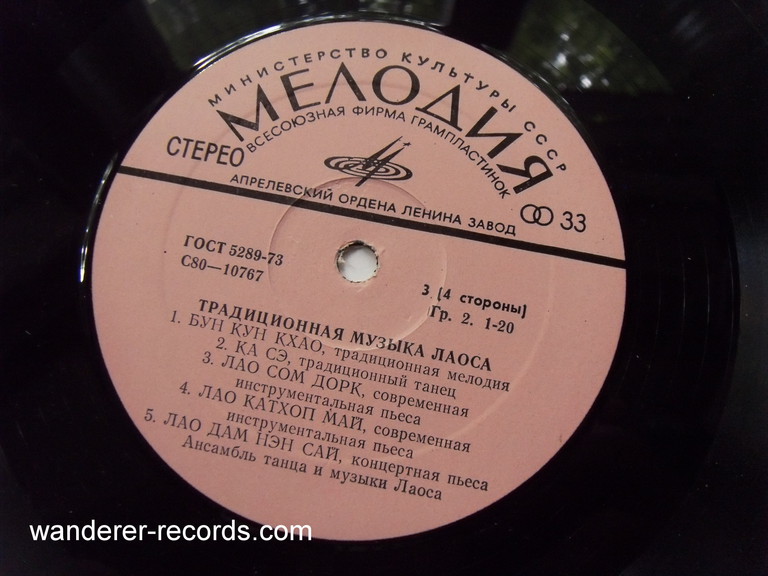 МИНИСТЕРСТВО КУЛЬТУРЫ СССР
МЕЛОДИЯ
ВСЕСОЮЗНАЯ ФИРМА ГРАМПЛАСТИНОК
СТЕРЕО
АПРЕЛЕВСКИЙ ОРДЕНА ЛЕНИНА ЗАВОД
33
ГОСТ 5289-73
С80—10767
3 (4 стороны)
Гр. 2. 1-20
ТРАДИЦИОННАЯ МУЗЫКА ЛАОСА
1. БУН КУН КХАО, традиционная мелодия
2. КА СЭ, традиционный танец
3. ЛАО СОМ ДОРК, современная
инструментальная пьеса
4. ЛАО КАТХОП МАЙ, современная
инструментальная пьеса
5. ЛАО ДАМ НЭН САЙ, концертная пьеса
Ансамбль танца и музыки Лаоса
wanderer-records.com